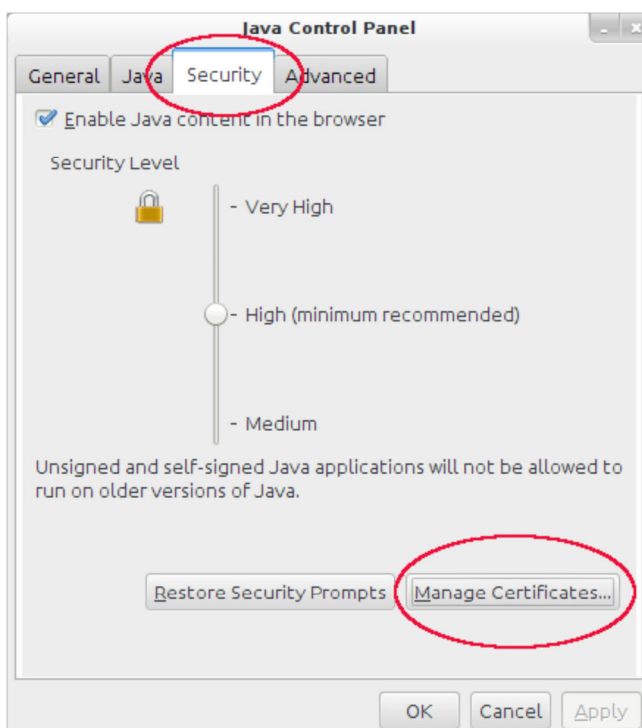 Java Control Panel
General Java Security Advanced
Enable Java content in the browser
Security Level
- Very High
- High (minimum recommended)
- Medium
Unsigned and self-signed Java applications will not be allowed to
run on older versions of Java.
Restore Security Prompts Manage Certificates...
OK Cancel Apply